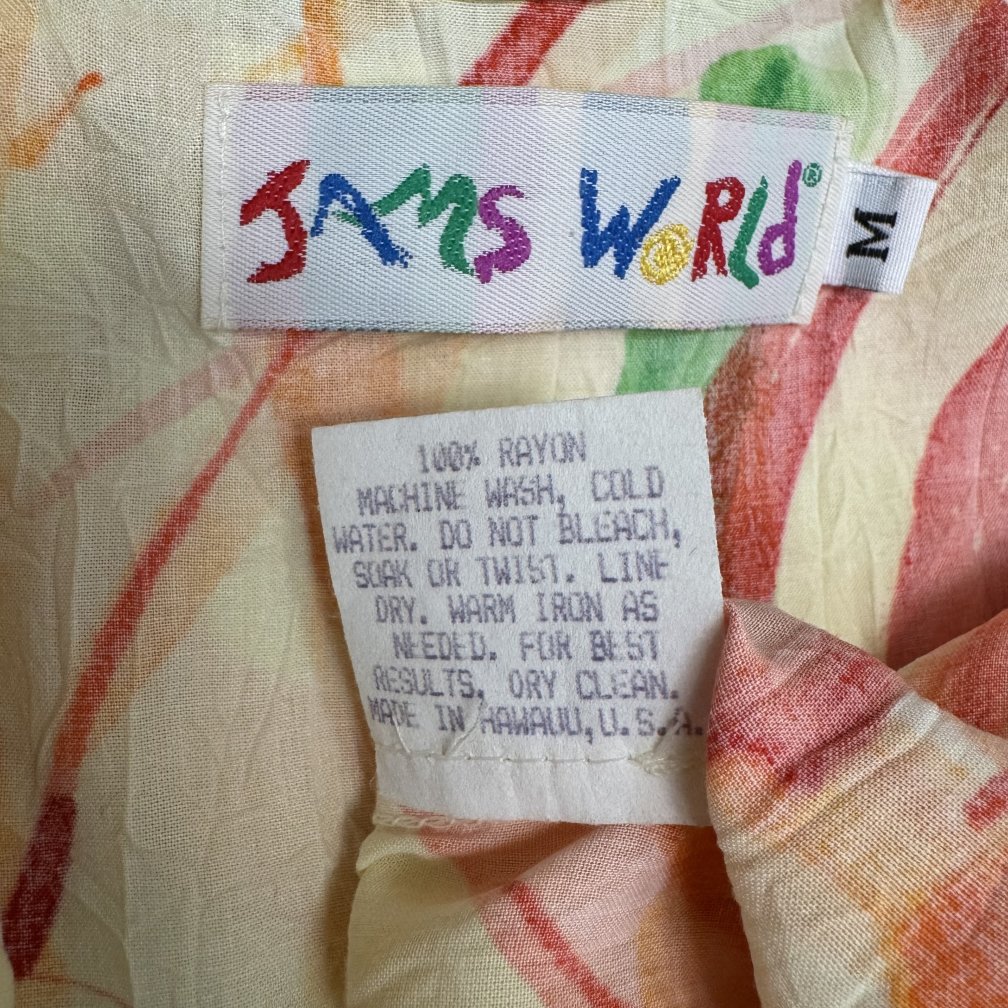 JAMS WORLd®
M
100% RAYON
MACHINE WASH, COLD
WATER. DO NOT BLEACH,
SOAK OR TWIST. LINE
DRY. WARM IRON AS
NEEDED. FOR BEST
RESULTS, DRY CLEAN.
MADE IN HAWAII, U.S.A.